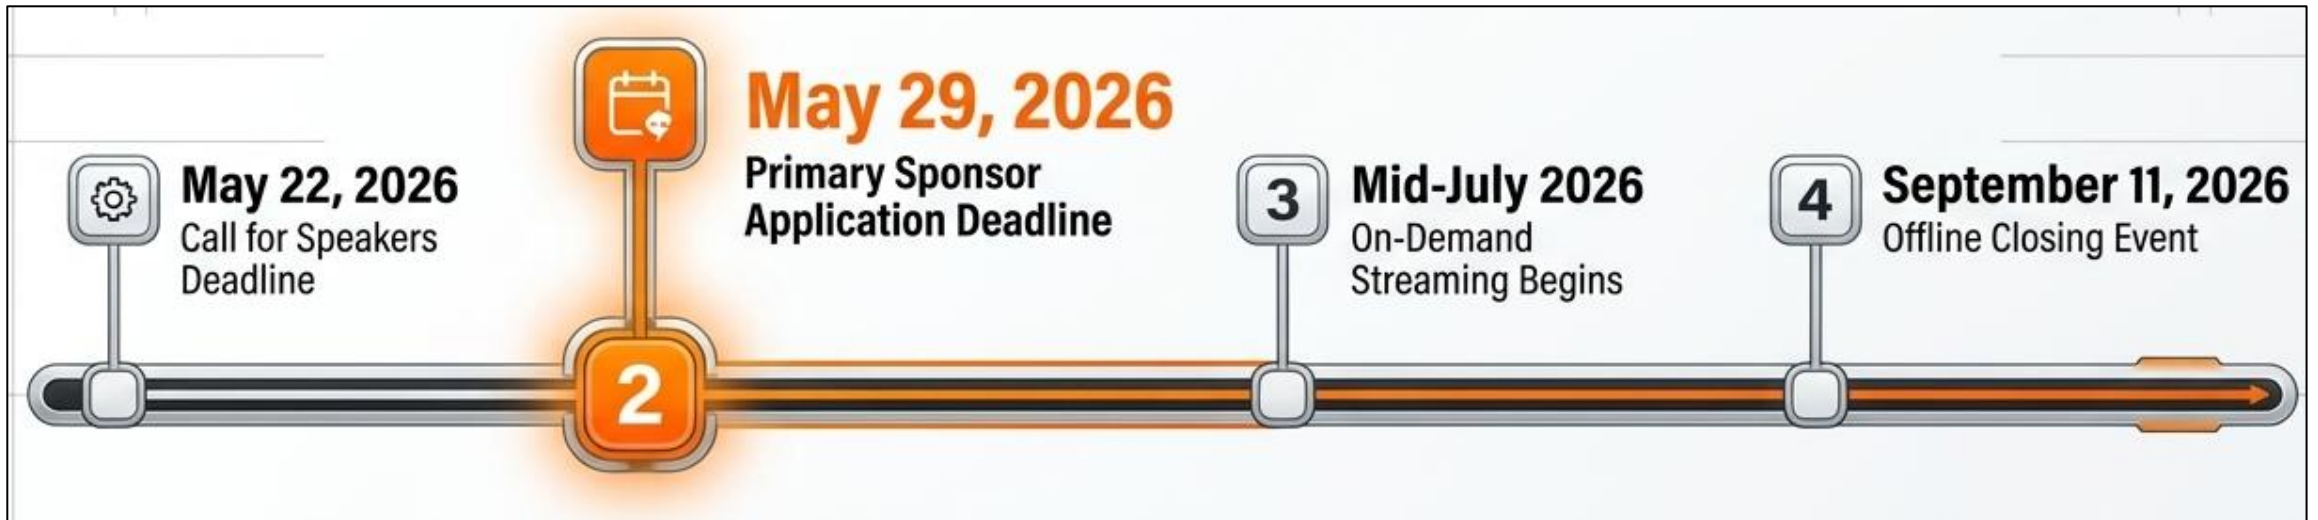 May 22, 2026
Call for Speakers
Deadline
May 29, 2026
Primary Sponsor
Application Deadline
2
3
Mid-July 2026
On-Demand
Streaming Begins
4
September 11, 2026
Offline Closing Event